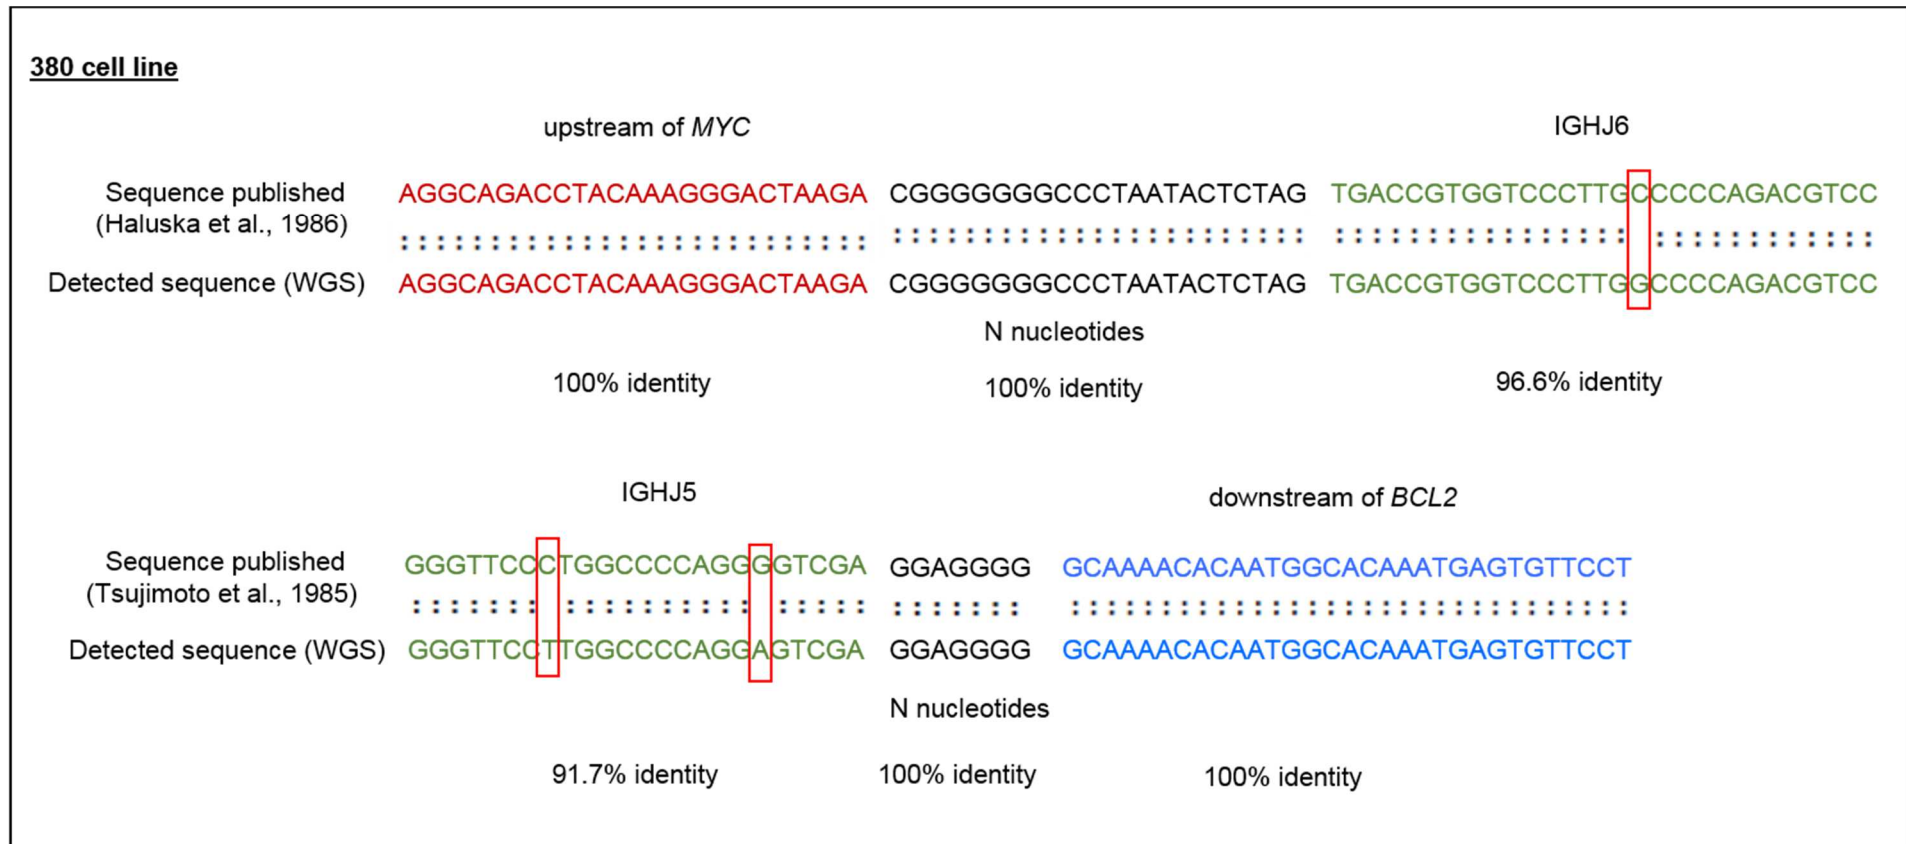 380 cell line
upstream of MYC
IGHJ6
Sequence published
(Haluska et al., 1986)
AGGCAGACCTACAAAGGGACTAAGA CGGGGGGGCCCTAATACTCTAG TGACCGTGGTCCCTTGCCCCCAGACGTCC
: : : : : : : : : : : : : : : : : : : : : : : : : : : : : : : : : : : : : : : : : : : : : : : : : : : : : : : : : : : : : : : : : : : : : : : : : : :
Detected sequence (WGS)
AGGCAGACCTACAAAGGGACTAAGA CGGGGGGGCCCTAATACTCTAG TGACCGTGGTCCCTTGGCCCCAGACGTCC
N nucleotides
100% identity
100% identity
96.6% identity
IGHJ5
downstream of BCL2
Sequence published
(Tsujimoto et al., 1985)
GGGTTCCCTGGCCCCAGGGGTCGA GGAGGGG GCAAAACACAATGGCACAAATGAGTGTTCCT
: : : : : : : : : : : : : : : : : : : : : : : : : : : : : : : : : : : : : : : : : : : : : : : : : : : : : : : : : : : :
Detected sequence (WGS)
GGGTTCCTTGGCCCCAGGAGTCGA GGAGGGG GCAAAACACAATGGCACAAATGAGTGTTCCT
N nucleotides
91.7% identity
100% identity
100% identity